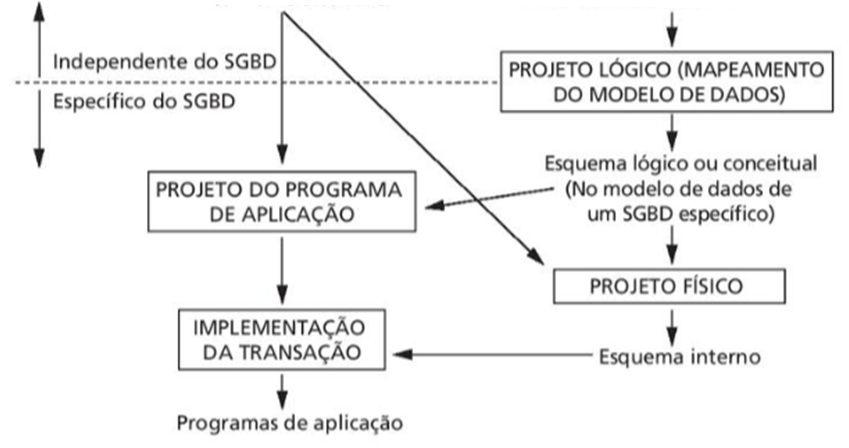 Independente do SGBD
Específico do SGBD
PROJETO LÓGICO (MAPEAMENTO
DO MODELO DE DADOS)
Esquema lógico ou conceitual
(No modelo de dados de
um SGBD específico)
PROJETO DO PROGRAMA
DE APLICAÇÃO
PROJETO FÍSICO
IMPLEMENTAÇÃO
DA TRANSAÇÃO
Esquema interno
Programas de aplicação